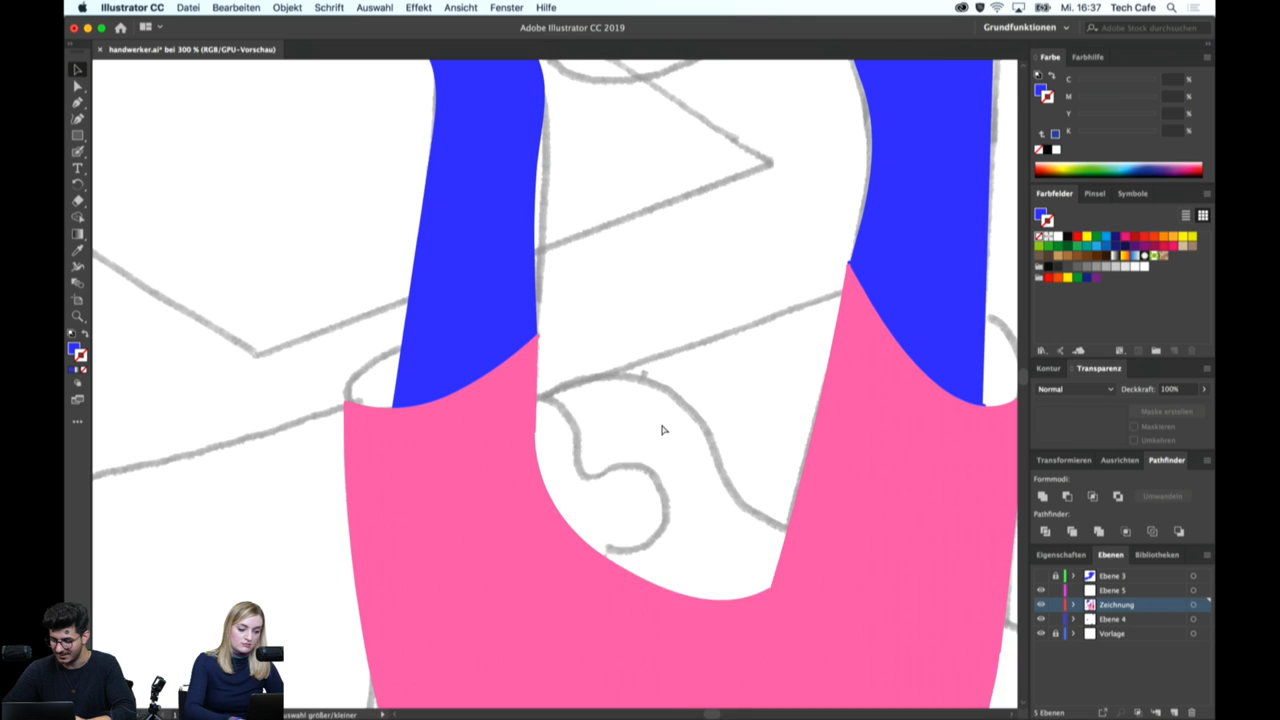 Illustrator CC Datei Bearbeiten Objekt Schrift Auswahl Effekt Ansicht Fenster Hilfe Mi. 16:37 Tech Cafe
Adobe Illustrator CC 2019 Grundfunktionen Adobe Stock durchsuchen
× handwerker.ai* bei 300 % (RGB/GPU-Vorschau)
Farbe Farbhilfe
C %
M %
Y %
K %
Farbfelder Pinsel Symbole
Kontur Transparenz
Normal Deckkraft: 100%
Maske erstellen
Maskieren
Umkehren
Transformieren Ausrichten Pathfinder
Formmodi:
Umwandeln
Pathfinder:
Eigenschaften Ebenen Bibliotheken
Ebene 3
Ebene 5
Zeichnung
Ebene 4
Vorlage
5 Ebenen
uswahl größer/kleiner